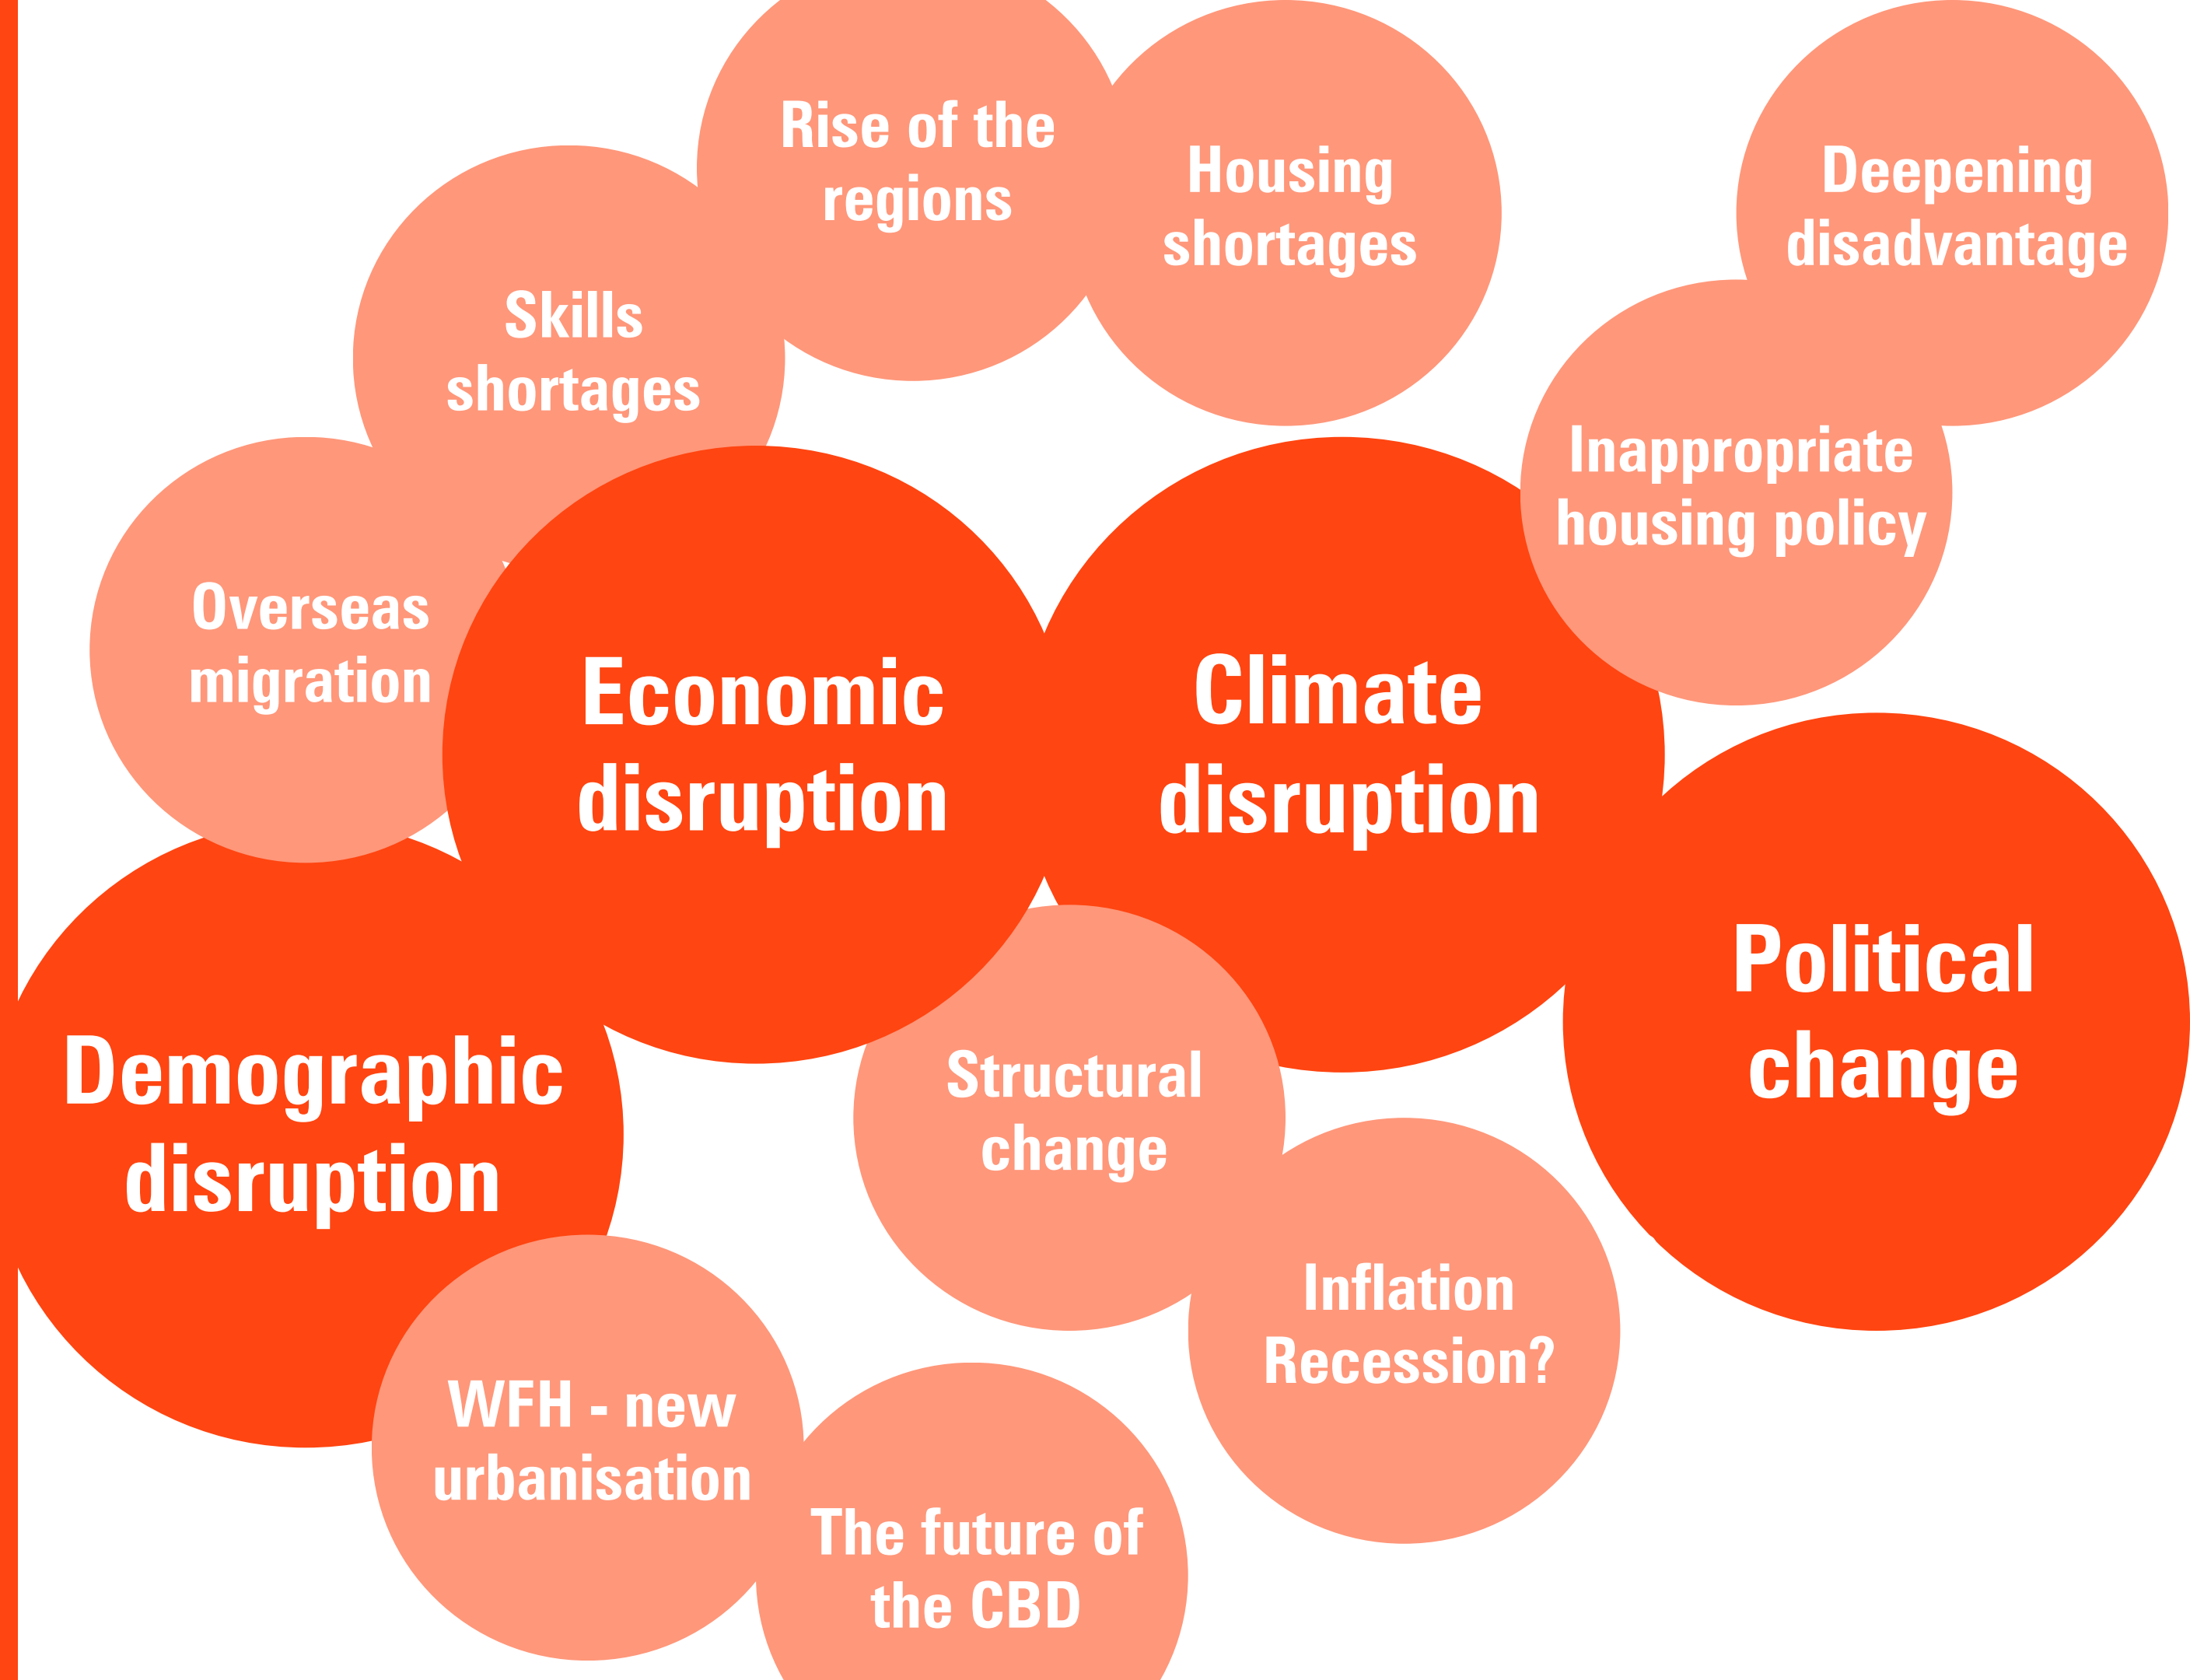 Rise of the
regions
Housing
shortages
Deepening
disadvantage
Skills
shortages
Inappropriate
housing policy
Overseas
migration
Economic
disruption
Climate
disruption
Political
change
Demographic
disruption
Structural
change
Inflation
Recession?
WFH - new
urbanisation
The future of
the CBD